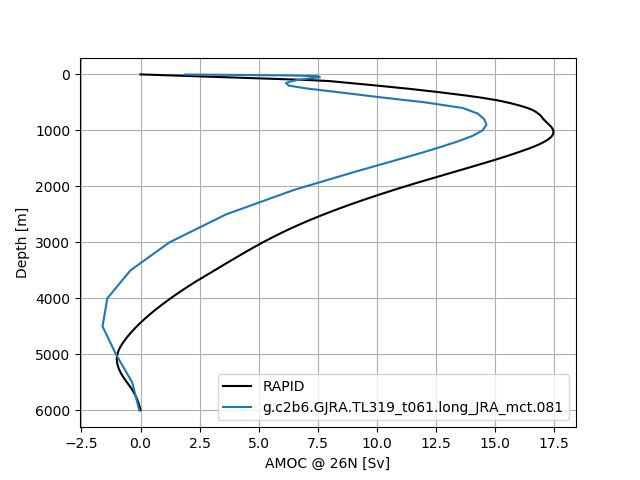 0
1000
2000
3000
4000
5000
6000
Depth [m]
RAPID
g.c2b6.GJRA.TL319_t061.long_JRA_mct.081
−2.5 0.0 2.5 5.0 7.5 10.0 12.5 15.0 17.5
AMOC @ 26N [Sv]